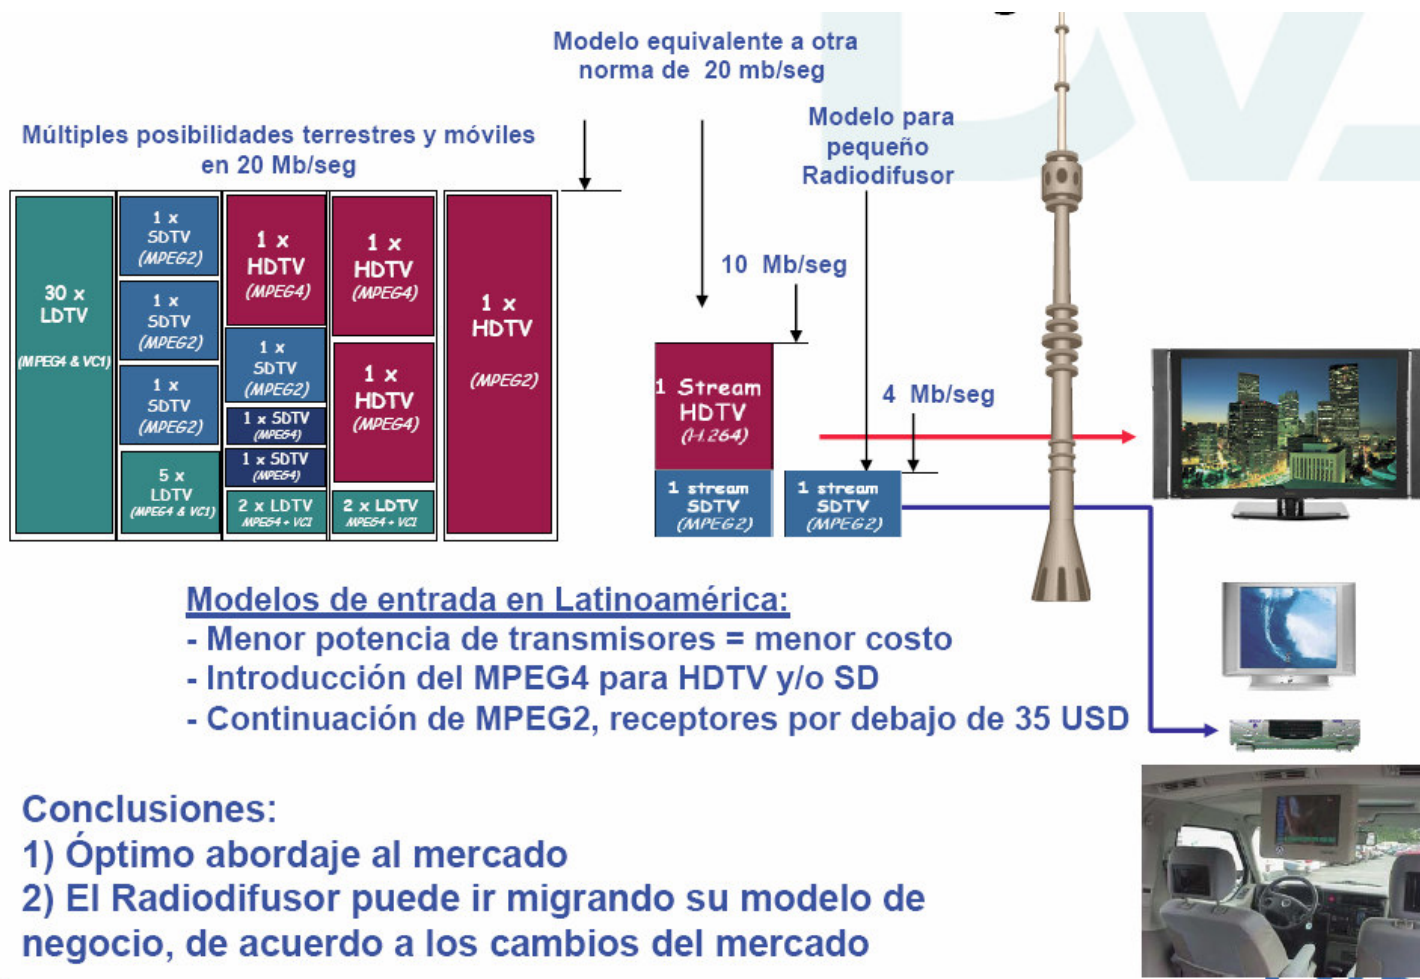 Modelo equivalente a otra
norma de 20 mb/seg
Múltiples posibilidades terrestres y móviles
en 20 Mb/seg
Modelo para
pequeño
Radiodifusor
30 x
LDTV
(MPEG4 & VC1)
1 x
SDTV
(MPEG2)
1 x
SDTV
(MPEG2)
1 x
SDTV
(MPEG2)
5 x
LDTV
(MPEG4 & VC1)
1 x
HDTV
(MPEG4)
1 x
SDTV
(MPEG2)
1 x SDTV
(MPEG4)
1 x SDTV
(MPEG4)
2 x LDTV
MPEG4 + VC1
1 x
HDTV
(MPEG4)
1 x
HDTV
(MPEG4)
2 x LDTV
MPEG4 + VC1
1 x
HDTV
(MPEG2)
10 Mb/seg
1 Stream
HDTV
(H.264)
1 stream
SDTV
(MPEG2)
4 Mb/seg
1 stream
SDTV
(MPEG2)
Modelos de entrada en Latinoamérica:
- Menor potencia de transmisores = menor costo
- Introducción del MPEG4 para HDTV y/o SD
- Continuación de MPEG2, receptores por debajo de 35 USD
Conclusiones:
1) Óptimo abordaje al mercado
2) El Radiodifusor puede ir migrando su modelo de
negocio, de acuerdo a los cambios del mercado